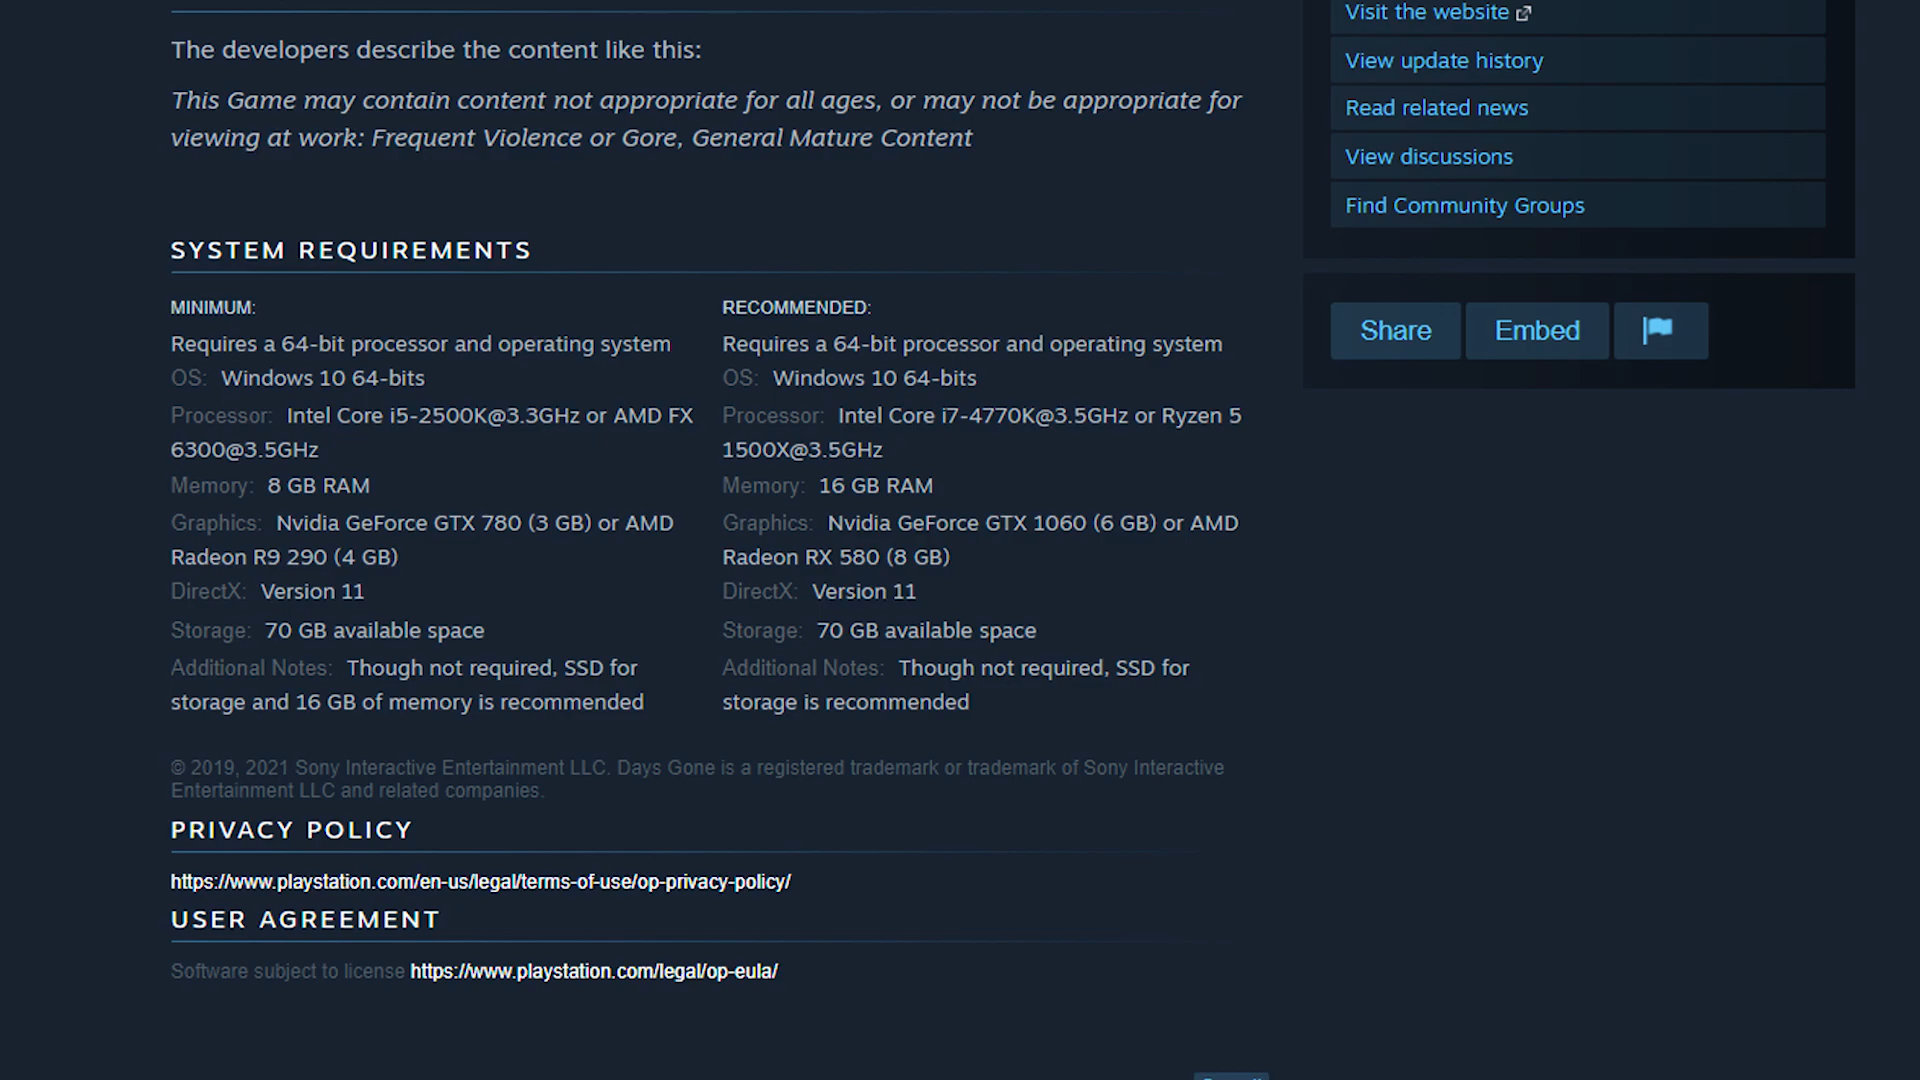 The developers describe the content like this:
This Game may contain content not appropriate for all ages, or may not be appropriate for
viewing at work: Frequent Violence or Gore, General Mature Content
SYSTEM REQUIREMENTS
MINIMUM:
Requires a 64-bit processor and operating system
OS: Windows 10 64-bits
Processor: Intel Core i5-2500K@3.3GHz or AMD FX
6300@3.5GHz
Memory: 8 GB RAM
Graphics: Nvidia GeForce GTX 780 (3 GB) or AMD
Radeon R9 290 (4 GB)
DirectX: Version 11
Storage: 70 GB available space
Additional Notes: Though not required, SSD for
storage and 16 GB of memory is recommended
RECOMMENDED:
Requires a 64-bit processor and operating system
OS: Windows 10 64-bits
Processor: Intel Core i7-4770K@3.5GHz or Ryzen 5
1500X@3.5GHz
Memory: 16 GB RAM
Graphics: Nvidia GeForce GTX 1060 (6 GB) or AMD
Radeon RX 580 (8 GB)
DirectX: Version 11
Storage: 70 GB available space
Additional Notes: Though not required, SSD for
storage is recommended
© 2019, 2021 Sony Interactive Entertainment LLC. Days Gone is a registered trademark or trademark of Sony Interactive
Entertainment LLC and related companies.
PRIVACY POLICY
https://www.playstation.com/en-us/legal/terms-of-use/op-privacy-policy/
USER AGREEMENT
Software subject to license https://www.playstation.com/legal/op-eula/
Visit the website
View update history
Read related news
View discussions
Find Community Groups
Share Embed